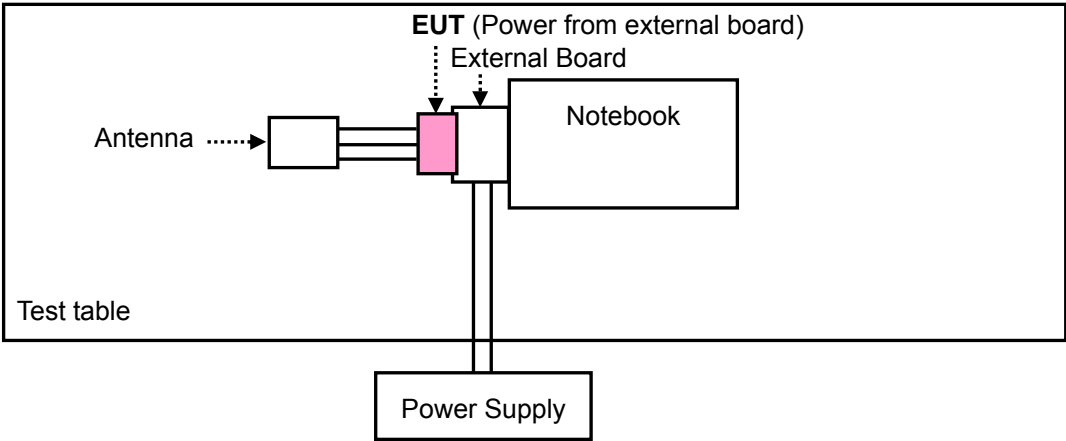 EUT (Power from external board)
External Board
Notebook
Antenna
Test table
Power Supply